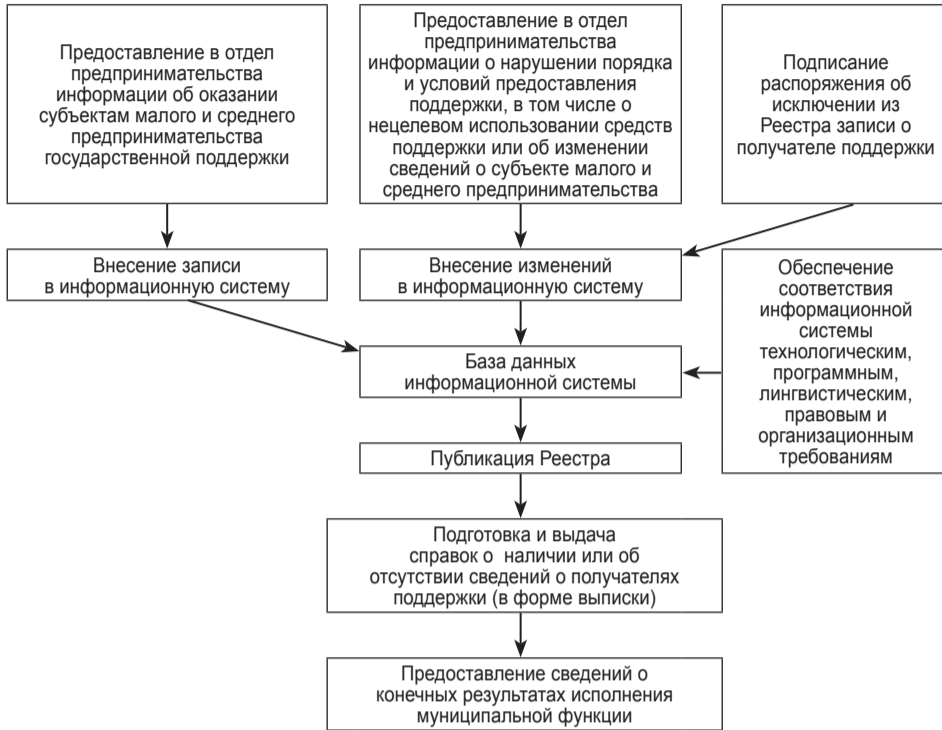 Предоставление в отдел
предпринимательства
информации об оказании
субъектам малого и среднего
предпринимательства
государственной поддержки
Предоставление в отдел
предпринимательства
информации о нарушении порядка
и условий предоставления
поддержки, в том числе о
нецелевом использовании средств
поддержки или об изменении
сведений о субъекте малого и
среднего предпринимательства
Подписание
распоряжения об
исключении из
Реестра записи о
получателе поддержки
Внесение записи
в информационную систему
Внесение изменений
в информационную систему
Обеспечение
соответствия
информационной
системы
технологическим,
программным,
лингвистическим,
правовым и
организационным
требованиям
База данных
информационной системы
Публикация Реестра
Подготовка и выдача
справок о наличии или об
отсутствии сведений о получателях
поддержки (в форме выписки)
Предоставление сведений о
конечных результатах исполнения
муниципальной функции